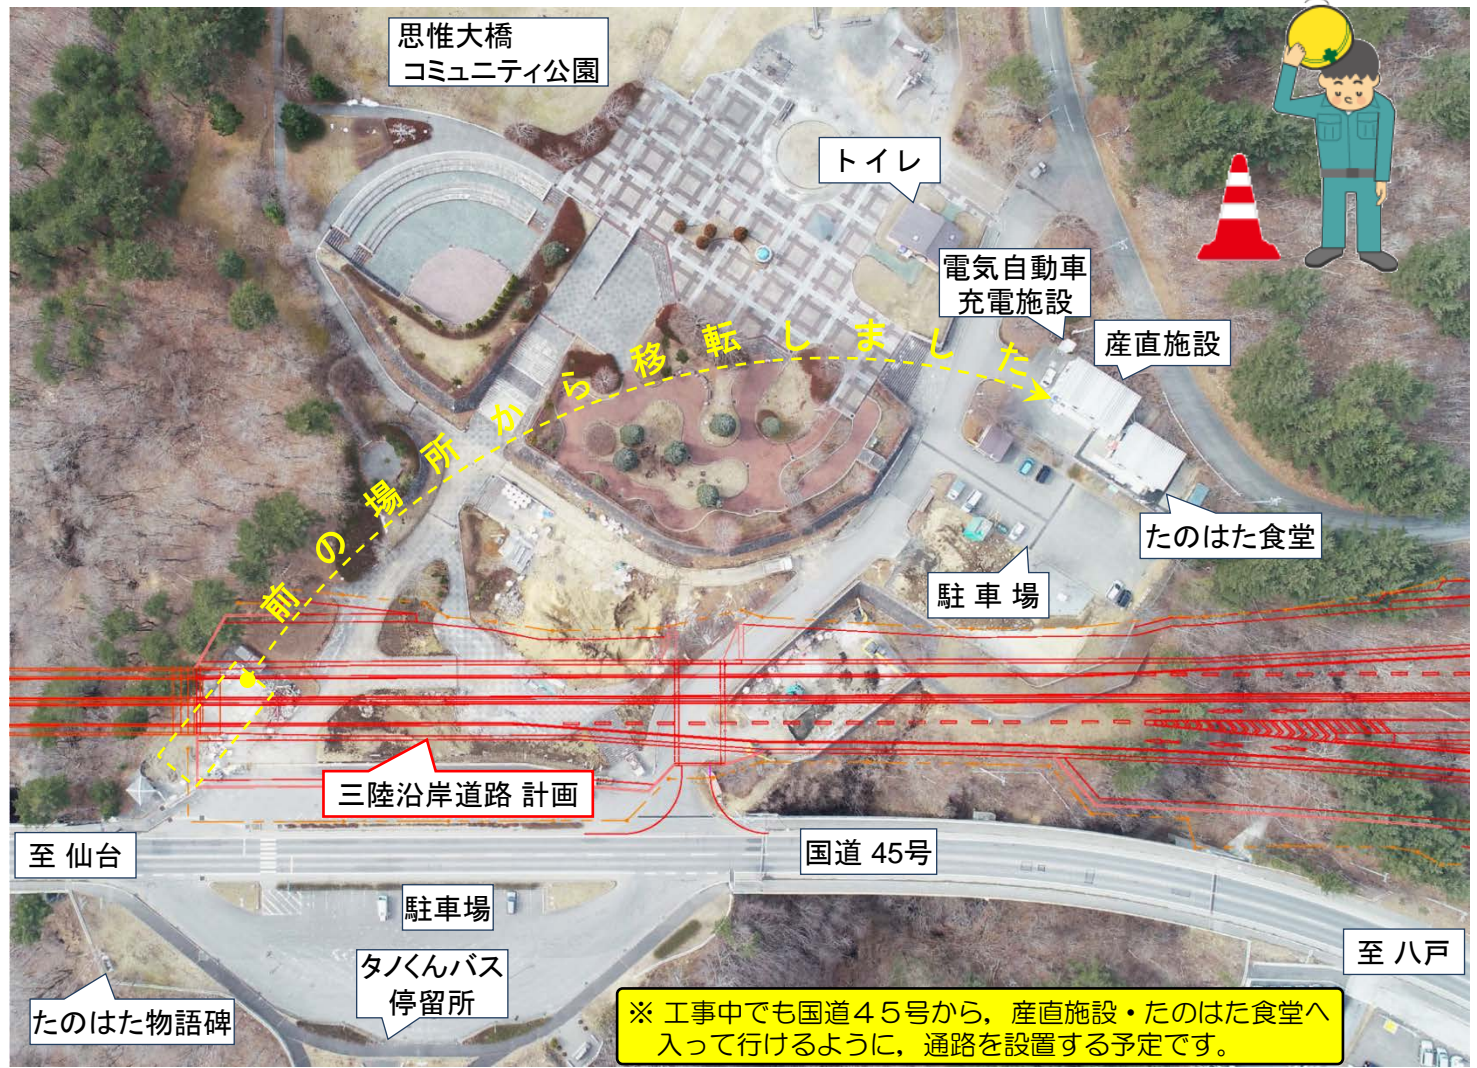 思惟大橋
コミュニティ公園
トイレ
電気自動車
充電施設
産直施設
前の場所から移転しました
たのはた食堂
駐車場
三陸沿岸道路 計画
至 仙台
国道 45号
駐車場
至 八戸
タノくんバス
停留所
たのはた物語碑
※ 工事中でも国道４５号から，産直施設・たのはた食堂へ
入って行けるように，通路を設置する予定です。